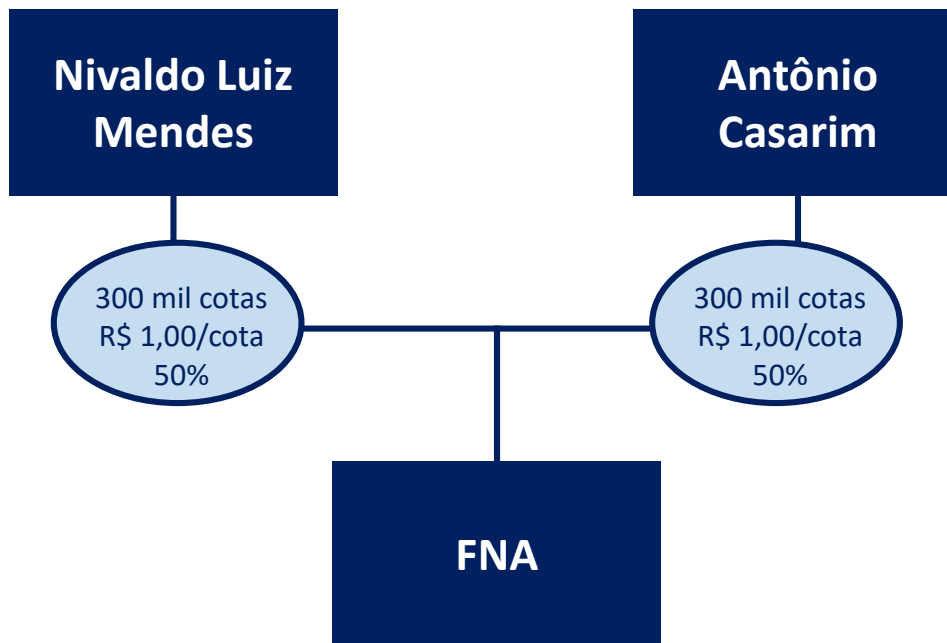 Nivaldo Luiz
Mendes
Antônio
Casarim
300 mil cotas
R$ 1,00/cota
50%
300 mil cotas
R$ 1,00/cota
50%
FNA